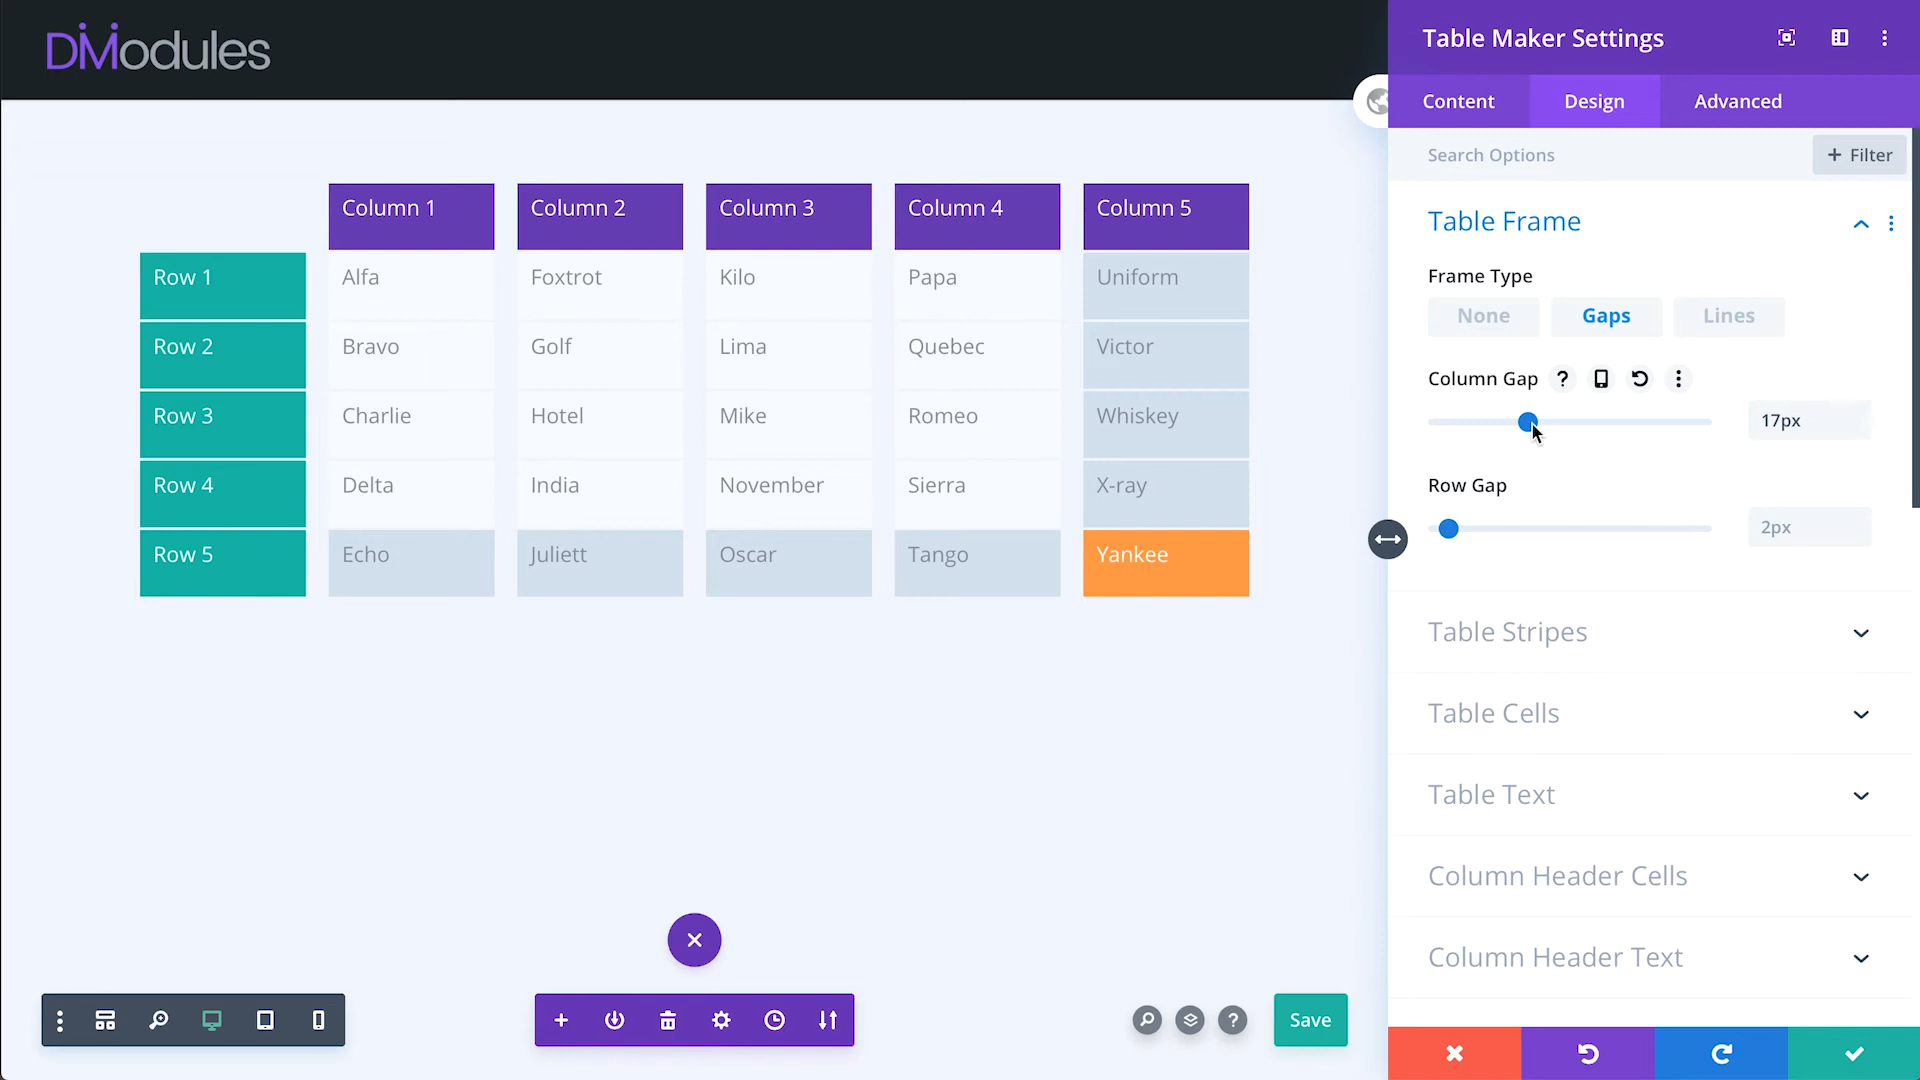 DiModules
Table Maker Settings
Content Design Advanced
Search Options + Filter
Column 1 Column 2 Column 3 Column 4 Column 5
Row 1 Alfa Foxtrot Kilo Papa Uniform
Row 2 Bravo Golf Lima Quebec Victor
Row 3 Charlie Hotel Mike Romeo Whiskey
Row 4 Delta India November Sierra X-ray
Row 5 Echo Juliett Oscar Tango Yankee
Table Frame
Frame Type
None Gaps Lines
Column Gap ?
17px
Row Gap
2px
Table Stripes
Table Cells
Table Text
Column Header Cells
Column Header Text
? Save